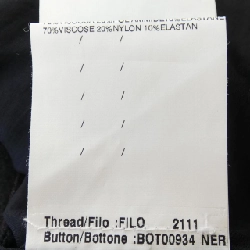 70%VISCOSE 20%NYLON 10%ELASTAN
/ /
/ /
/ /
/ /
/ /
Thread/Filo :FILO 2111
Button/Bottone :BOT00934 NER